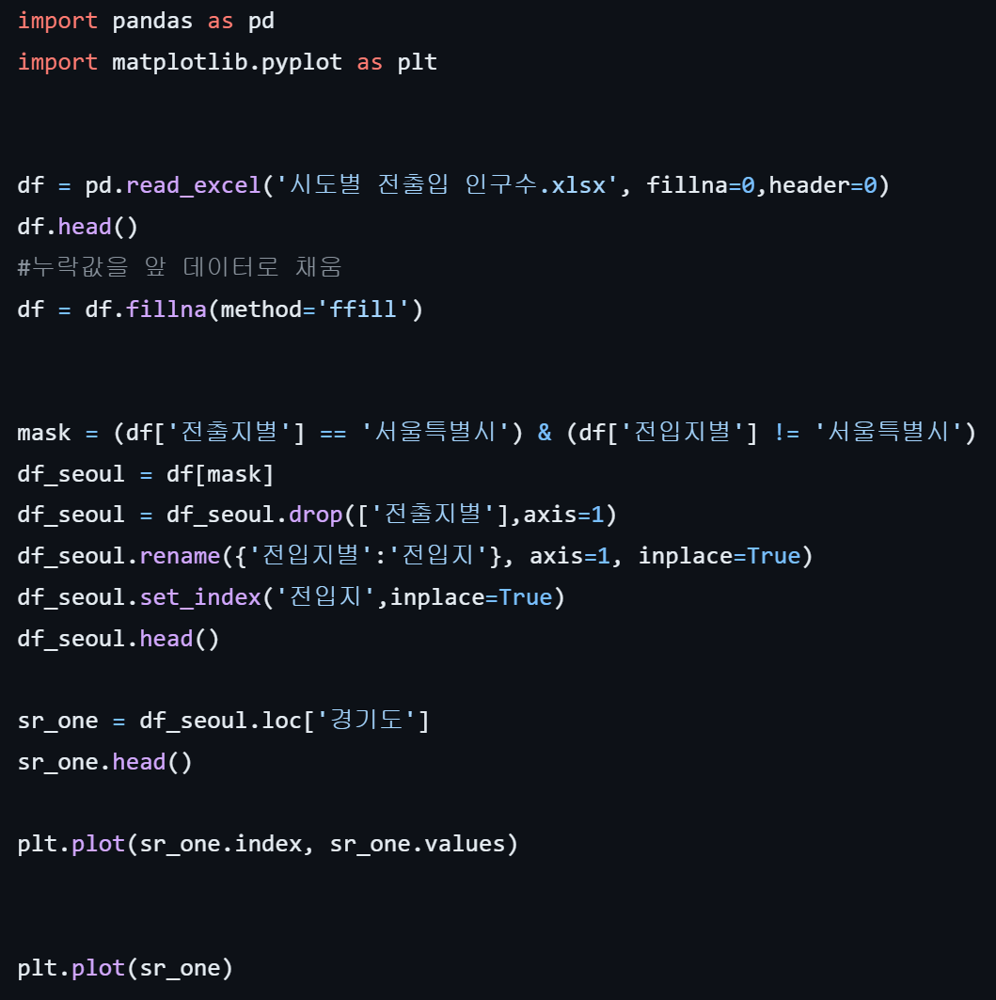 import pandas as pd
import matplotlib.pyplot as plt
df = pd.read_excel('시도별 전출입 인구수.xlsx', fillna=0,header=0)
df.head()
#누락값을 앞 데이터로 채움
df = df.fillna(method='ffill')
mask = (df['전출지별'] == '서울특별시') & (df['전입지별'] != '서울특별시')
df_seoul = df[mask]
df_seoul = df_seoul.drop(['전출지별'],axis=1)
df_seoul.rename({'전입지별':'전입지'}, axis=1, inplace=True)
df_seoul.set_index('전입지',inplace=True)
df_seoul.head()
sr_one = df_seoul.loc['경기도']
sr_one.head()
plt.plot(sr_one.index, sr_one.values)
plt.plot(sr_one)